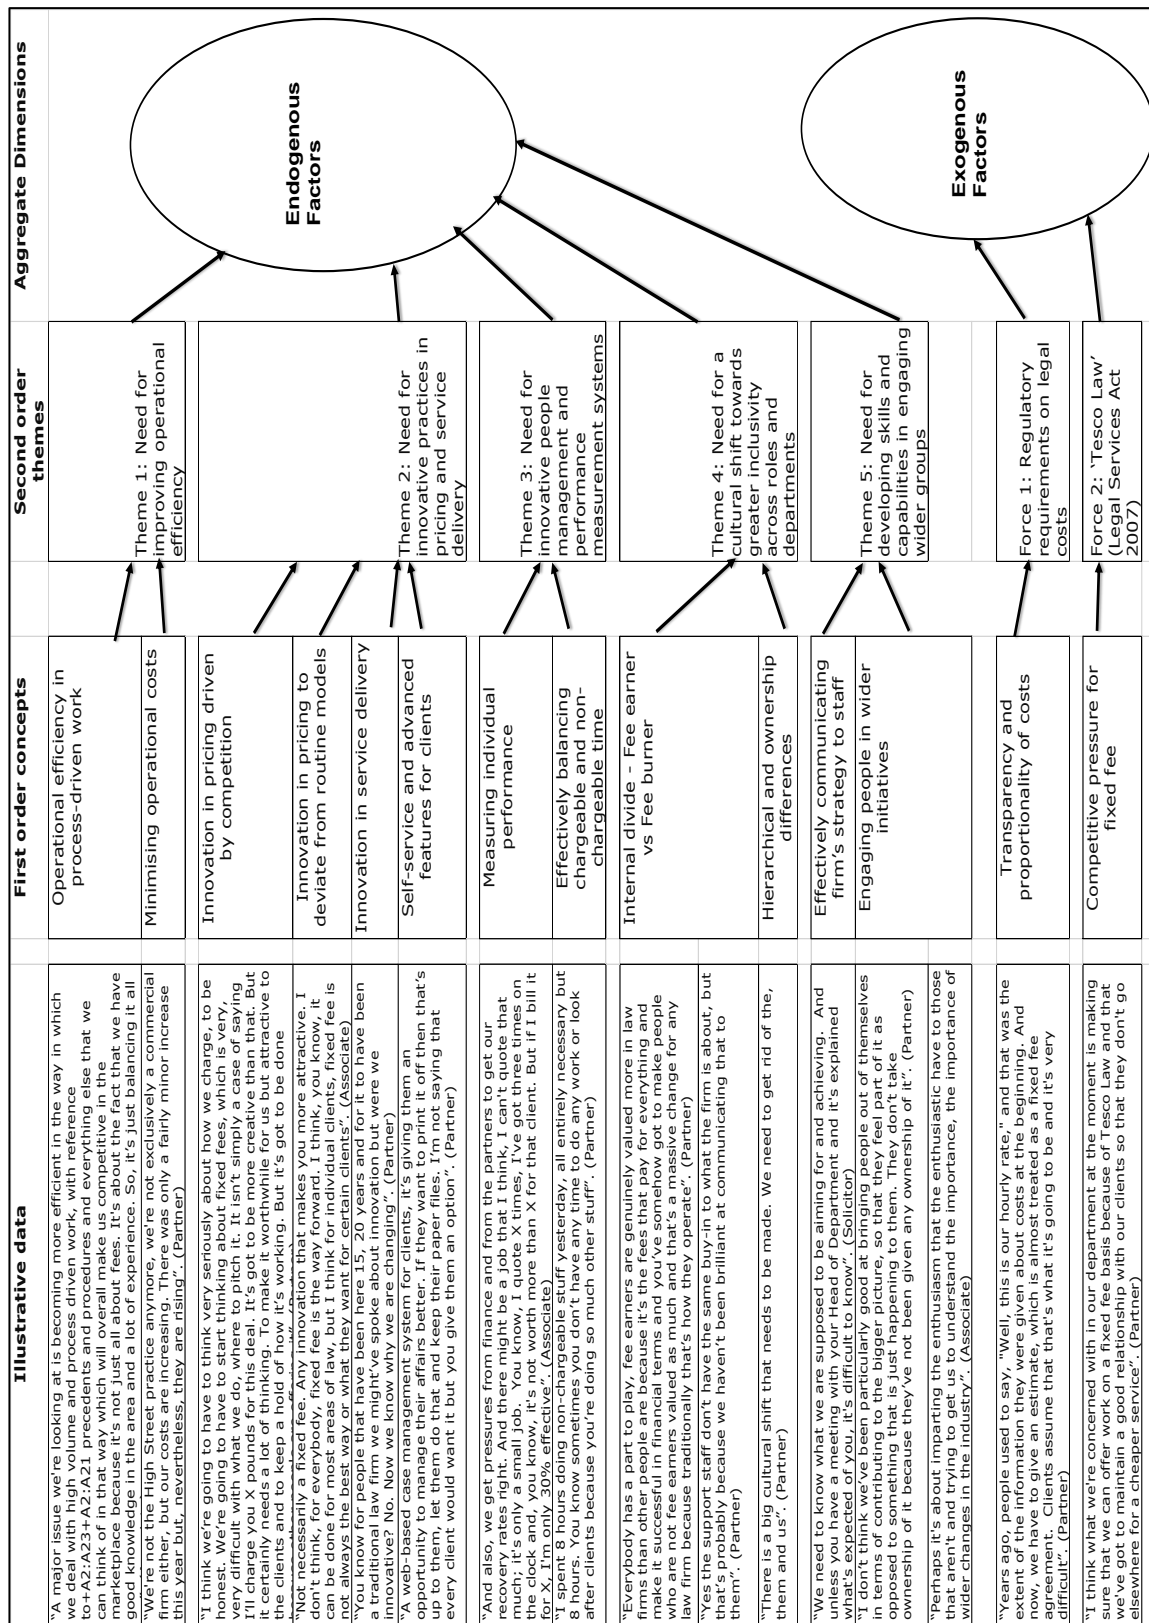 Illustrative data
First order concepts
Second order
themes
Aggregate Dimensions
"A major issue we're looking at is becoming more efficient in the way in which
we deal with high volume and process driven work, with reference
to+A2:A23+A2:A21 precedents and procedures and everything else that we
can think of in that way which will overall make us competitive in the
marketplace because it's not just all about fees. It's about the fact that we have
good knowledge in the area and a lot of experience. So, it's just balancing it all
"We're not the High Street practice anymore, we're not exclusively a commercial
firm either, but our costs are increasing. There was only a fairly minor increase
this year but, nevertheless, they are rising". (Partner)
Operational efficiency in
process-driven work
Minimising operational costs
Theme 1: Need for
improving operational
efficiency
"I think we're going to have to think very seriously about how we change, to be
honest. We're going to have to start thinking about fixed fees, which is very,
very difficult with what we do, where to pitch it. It isn't simply a case of saying
I'll charge you X pounds for this deal. It's got to be more creative than that. But
it certainly needs a lot of thinking. To make it worthwhile for us but attractive to
the clients and to keep a hold of how it's working. But it's got to be done
"Not necessarily a fixed fee. Any innovation that makes you more attractive. I
don't think, for everybody, fixed fee is the way forward. I think, you know, it
can be done for most areas of law, but I think for individual clients, fixed fee is
not always the best way or what they want for certain clients". (Associate)
"You know for people that have been here 15, 20 years and for it to have been
a traditional law firm we might've spoke about innovation but were we
innovative? No. Now we know we are changing". (Partner)
"A web-based case management system for clients, it's giving them an
opportunity to manage their affairs better. If they want to print it off then that's
up to them, let them do that and keep their paper files. I'm not saying that
every client would want it but you give them an option". (Partner)
Innovation in pricing driven
by competition
Innovation in pricing to
deviate from routine models
Innovation in service delivery
Self-service and advanced
features for clients
Theme 2: Need for
innovative practices in
pricing and service
delivery
"And also, we get pressures from finance and from the partners to get our
recovery rates right. And there might be a job that I think, I can't quote that
much; it's only a small job. You know, I quote X times, I've got three times on
the clock and, you know, it's not worth more than X for that client. But if I bill it
for X, I'm only 30% effective". (Associate)
"I spent 8 hours doing non-chargeable stuff yesterday, all entirely necessary but
8 hours. You know sometimes you don't have any time to do any work or look
after clients because you're doing so much other stuff". (Partner)
Measuring individual
performance
Effectively balancing
chargeable and non-
chargeable time
Theme 3: Need for
innovative people
management and
performance
measurement systems
"Everybody has a part to play, fee earners are genuinely valued more in law
firms than other people are because it's the fees that pay for everything and
make it successful in financial terms and you've somehow got to make people
who are not fee earners valued as much and that's a massive change for any
law firm because traditionally that's how they operate". (Partner)
"Yes the support staff don't have the same buy-in to what the firm is about, but
that's probably because we haven't been brilliant at communicating that to
them". (Partner)
"There is a big cultural shift that needs to be made. We need to get rid of the,
them and us". (Partner)
Internal divide - Fee earner
vs Fee burner
Hierarchical and ownership
differences
Theme 4: Need for a
cultural shift towards
greater inclusivity
across roles and
departments
"We need to know what we are supposed to be aiming for and achieving. And
unless you have a meeting with your Head of Department and it's explained
what's expected of you, it's difficult to know". (Solicitor)
"I don't think we've been particularly good at bringing people out of themselves
in terms of contributing to the bigger picture, so that they feel part of it as
opposed to something that is just happening to them. They don't take
ownership of it because they've not been given any ownership of it". (Partner)
"Perhaps it's about imparting the enthusiasm that the enthusiastic have to those
that aren't and trying to get us to understand the importance, the importance of
wider changes in the industry". (Associate)
Effectively communicating
firm's strategy to staff
Engaging people in wider
initiatives
Theme 5: Need for
developing skills and
capabilities in engaging
wider groups
Endogenous
Factors
"Years ago, people used to say, "Well, this is our hourly rate," and that was the
extent of the information they were given about costs at the beginning. And
now, we have to give an estimate, which is almost treated as a fixed fee
agreement. Clients assume that that's what it's going to be and it's very
difficult". (Partner)
Transparency and
proportionality of costs
Force 1: Regulatory
requirements on legal
costs
"I think what we're concerned with in our department at the moment is making
sure that we can offer work on a fixed fee basis because of Tesco Law and that
we've got to maintain a good relationship with our clients so that they don't go
elsewhere for a cheaper service". (Partner)
Competitive pressure for
fixed fee
Force 2: 'Tesco Law'
(Legal Services Act
2007)
Exogenous
Factors